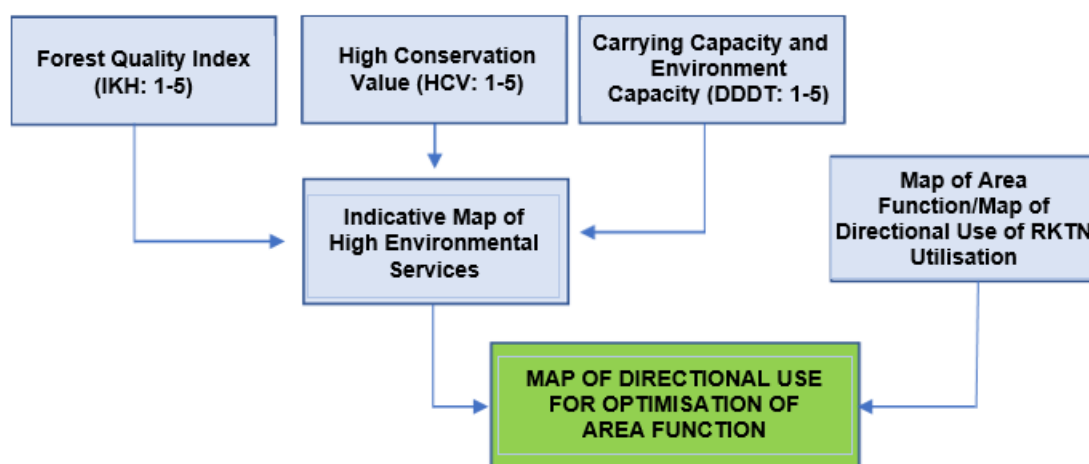 Forest Quality Index
(IKH: 1-5)
High Conservation
Value (HCV: 1-5)
Carrying Capacity and
Environment
Capacity (DDDT: 1-5)
Indicative Map of
High Environmental
Services
Map of Area
Function/Map of
Directional Use of RKTN
Utilisation
MAP OF DIRECTIONAL USE
FOR OPTIMISATION OF
AREA FUNCTION